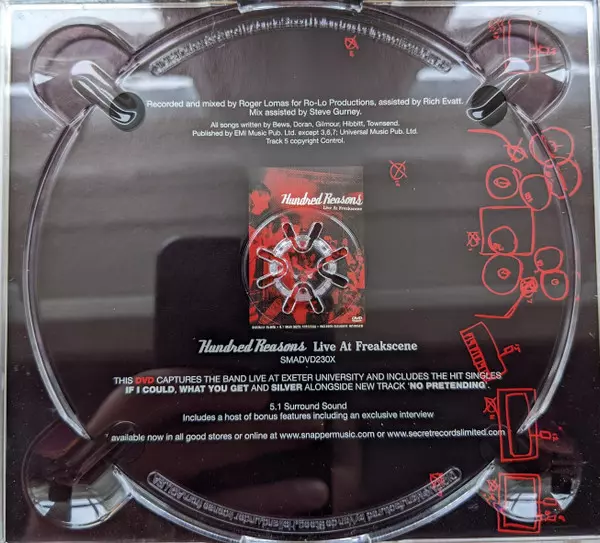 Recorded and mixed by Roger Lomas for Ro-Lo Productions, assisted by Rich Evatt.
Mix assisted by Steve Gurney.
All songs written by Bews, Doran, Gilmour, Hibbitt, Townsend.
Published by EMI Music Pub. Ltd. except 3,6,7; Universal Music Pub. Ltd.
Track 5 copyright Control.
Hundred Reasons
Live At Freakscene
DVD
Hundred Reasons Live At Freakscene
SMADVD230X
THIS DVD CAPTURES THE BAND LIVE AT EXETER UNIVERSITY AND INCLUDES THE HIT SINGLES
IF I COULD, WHAT YOU GET AND SILVER ALONGSIDE NEW TRACK 'NO PRETENDING'.
5.1 Surround Sound
Includes a host of bonus features including an exclusive interview
available now in all good stores or online at www.snappermusic.com or www.secretrecordslimited.com